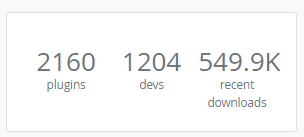 2160 1204 549.9K
plugins devs recent
downloads